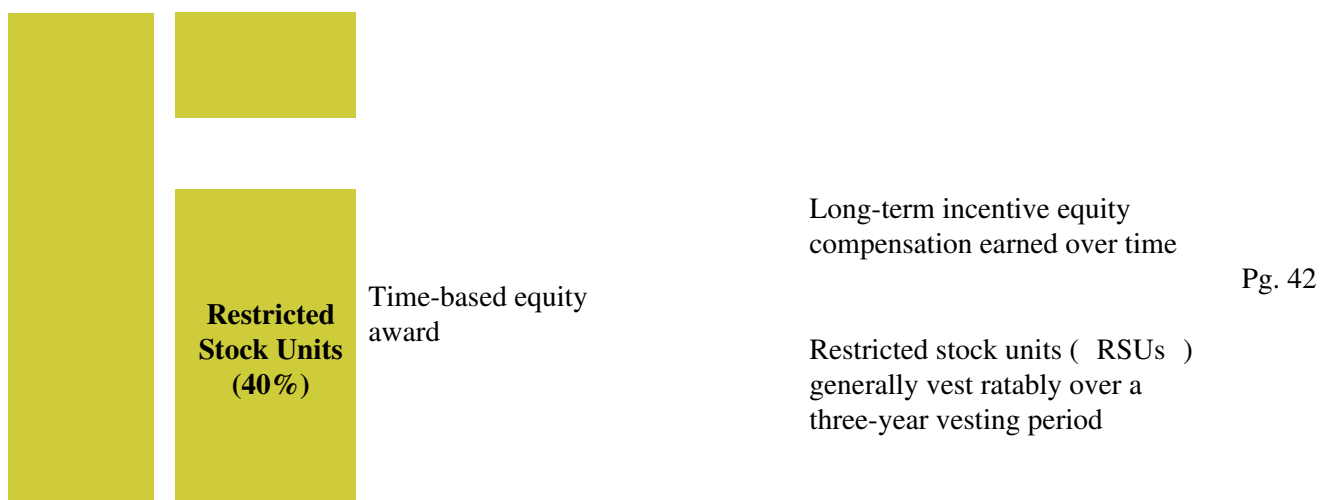 Restricted
Stock Units
(40%)
Time-based equity
award
Long-term incentive equity
compensation earned over time
Restricted stock units ( RSUs )
generally vest ratably over a
three-year vesting period
Pg. 42